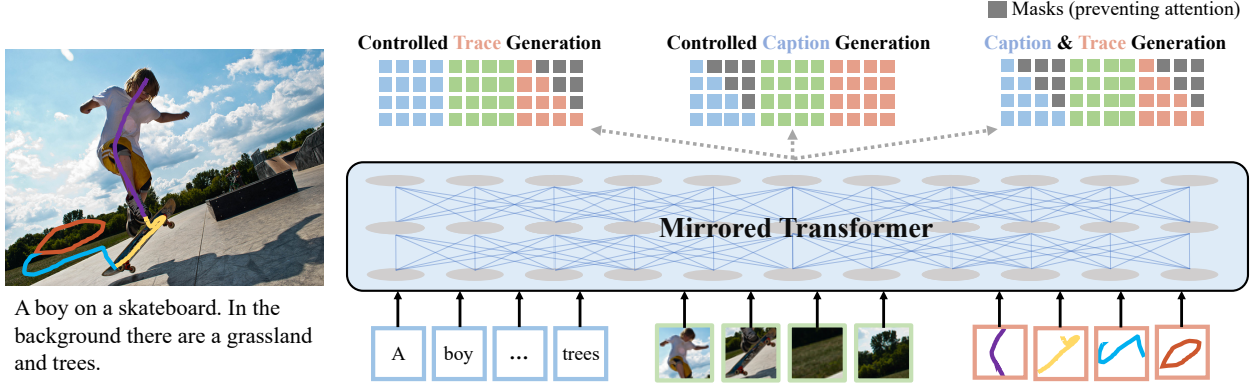 Masks (preventing attention)
Controlled Trace Generation
Controlled Caption Generation
Caption & Trace Generation
Mirrored Transformer
A boy on a skateboard. In the
background there are a grassland
and trees.
A
boy
...
trees